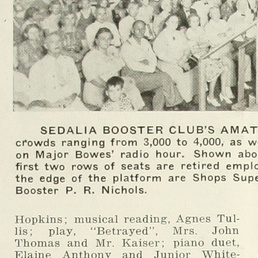 SEDALIA BOOSTER CLUB'S AMAT
crowds ranging from 3,000 to 4,000, as w
on Major Bowes' radio hour. Shown abo
first two rows of seats are retired emplo
the edge of the platform are Shops Supe
Booster P. R. Nichols.
Hopkins; musical reading, Agnes Tul-
lis; play, "Betrayed", Mrs. John
Thomas and Mr. Kaiser; piano duet,
Elaine Anthony and Junior White-